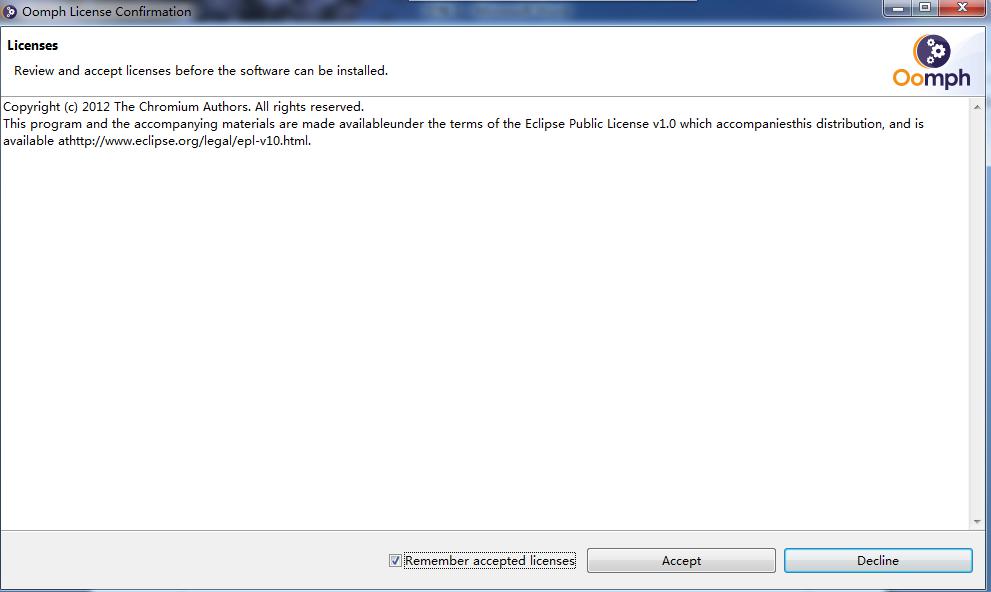 Oomph License Confirmation
Licenses
Review and accept licenses before the software can be installed.
Oomph
Copyright (c) 2012 The Chromium Authors. All rights reserved.
This program and the accompanying materials are made availableunder the terms of the Eclipse Public License v1.0 which accompaniesthis distribution, and is
available athttp://www.eclipse.org/legal/epl-v10.html.
Remember accepted licenses
Accept
Decline